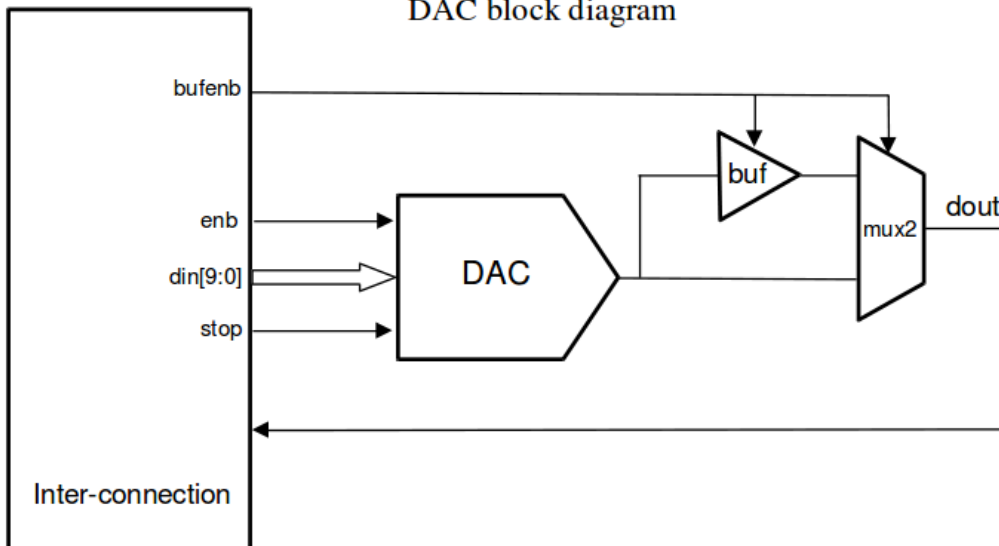 DAC block diagram
bufenb
buf
enb
dout
mux2
DAC
din[9:0]
stop
Inter-connection